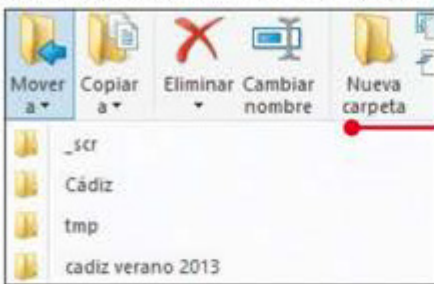 Mover a Copiar a Eliminar Cambiar nombre Nueva carpeta
_scr
Cádiz
tmp
cadiz verano 2013